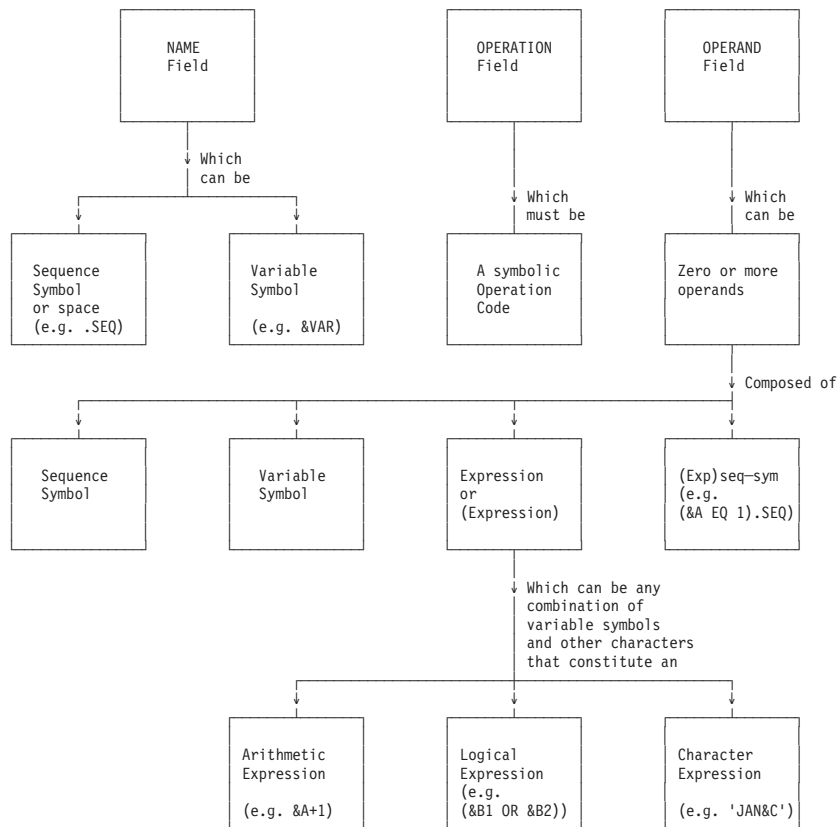 NAME
Field
OPERATION
Field
OPERAND
Field
Which
can be
Which
must be
Which
can be
Sequence
Symbol
or space
(e.g. .SEQ)
Variable
Symbol
(e.g. &VAR)
A symbolic
Operation
Code
Zero or more
operands
Composed of
Sequence
Symbol
Variable
Symbol
Expression
or
(Expression)
(Exp)seq—sym
(e.g.
(&A EQ 1).SEQ)
Which can be any
combination of
variable symbols
and other characters
that constitute an
Arithmetic
Expression
(e.g. &A+1)
Logical
Expression
(e.g.
(&B1 OR &B2))
Character
Expression
(e.g. 'JAN&C')